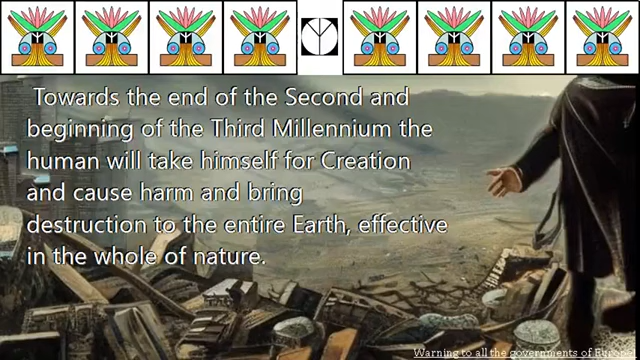 Towards the end of the Second and
beginning of the Third Millennium the
human will take himself for Creation
and cause harm and bring
destruction to the entire Earth, effective
in the whole of nature.
Warning to all the governments of Europe